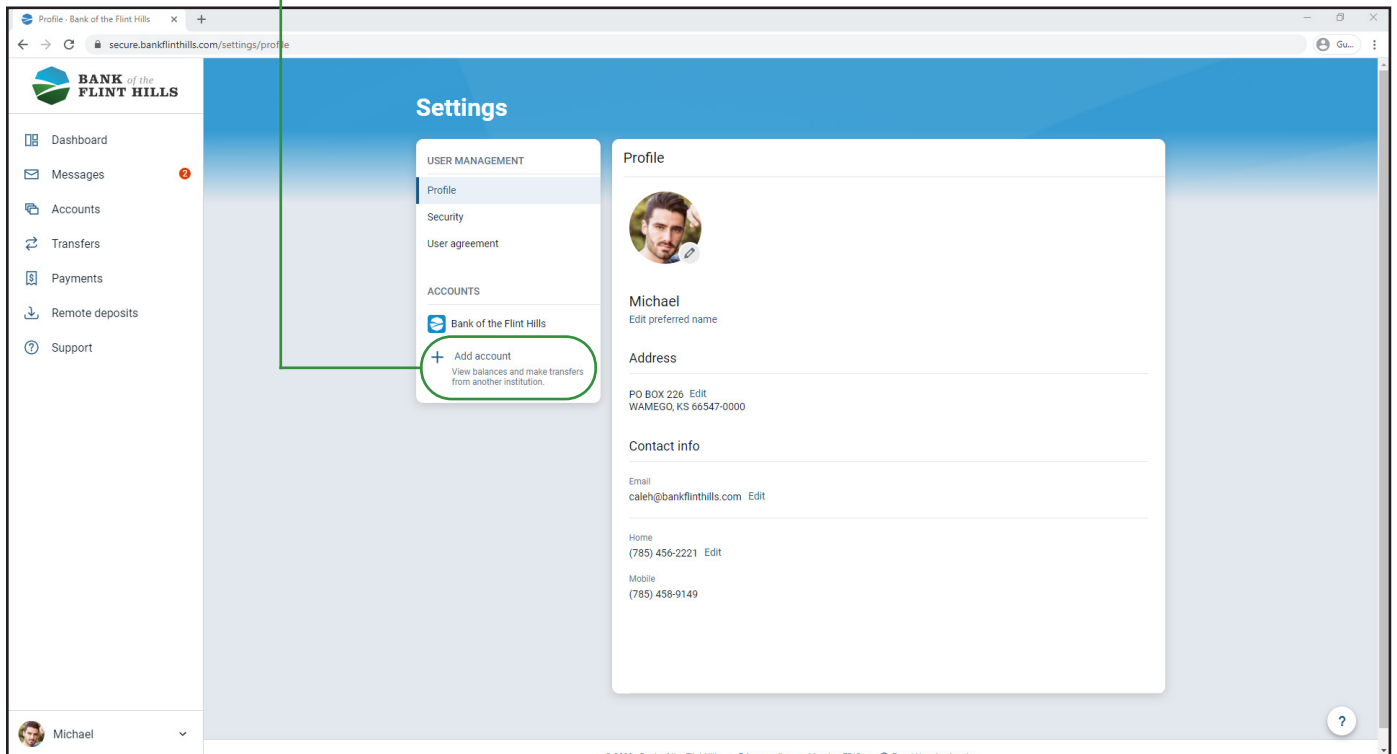 Profile - Bank of the Flint Hills
secure.bankflinthills.com/settings/profile
Gu...
BANK of the
FLINT HILLS
Dashboard
Messages 2
Accounts
Transfers
Payments
Remote deposits
Support
Michael
Settings
USER MANAGEMENT
Profile
Security
User agreement
ACCOUNTS
Bank of the Flint Hills
Add account
View balances and make transfers
from another institution.
Profile
Michael
Edit preferred name
Address
PO BOX 226 Edit
WAMEGO, KS 66547-0000
Contact info
Email
caleh@bankflinthills.com Edit
Home
(785) 456-2221 Edit
Mobile
(785) 458-9149
?